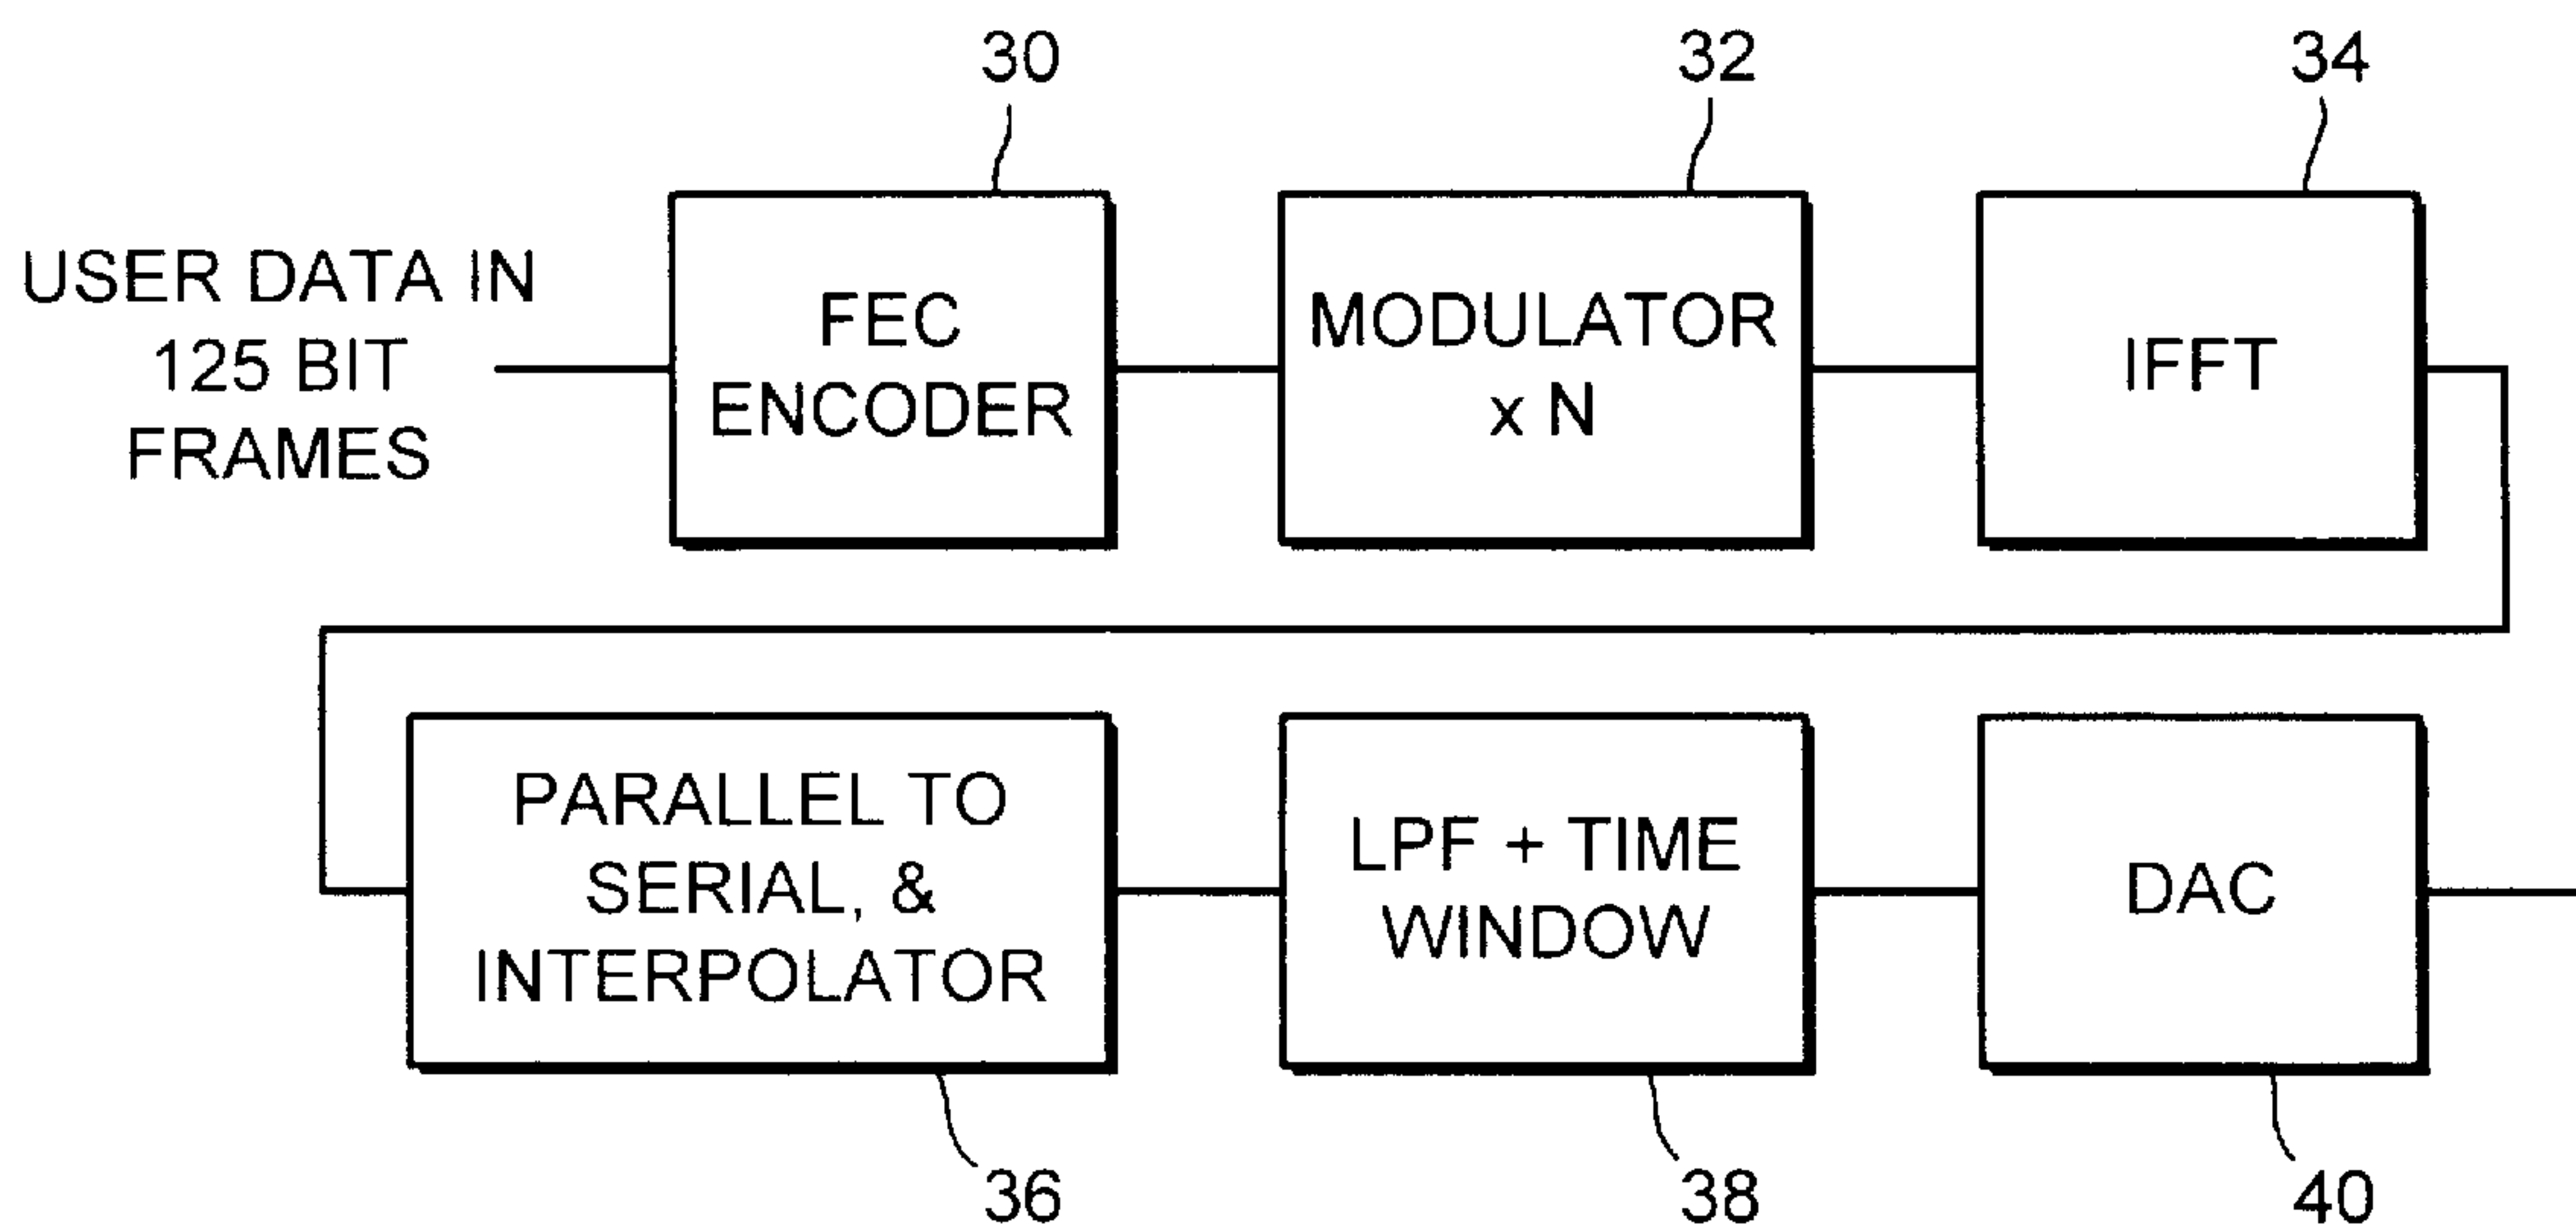 30
32
34
USER DATA IN
125 BIT
FRAMES
FEC
ENCODER
MODULATOR
x N
IFFT
PARALLEL TO
SERIAL, &
INTERPOLATOR
LPF + TIME
WINDOW
DAC
36
38
40